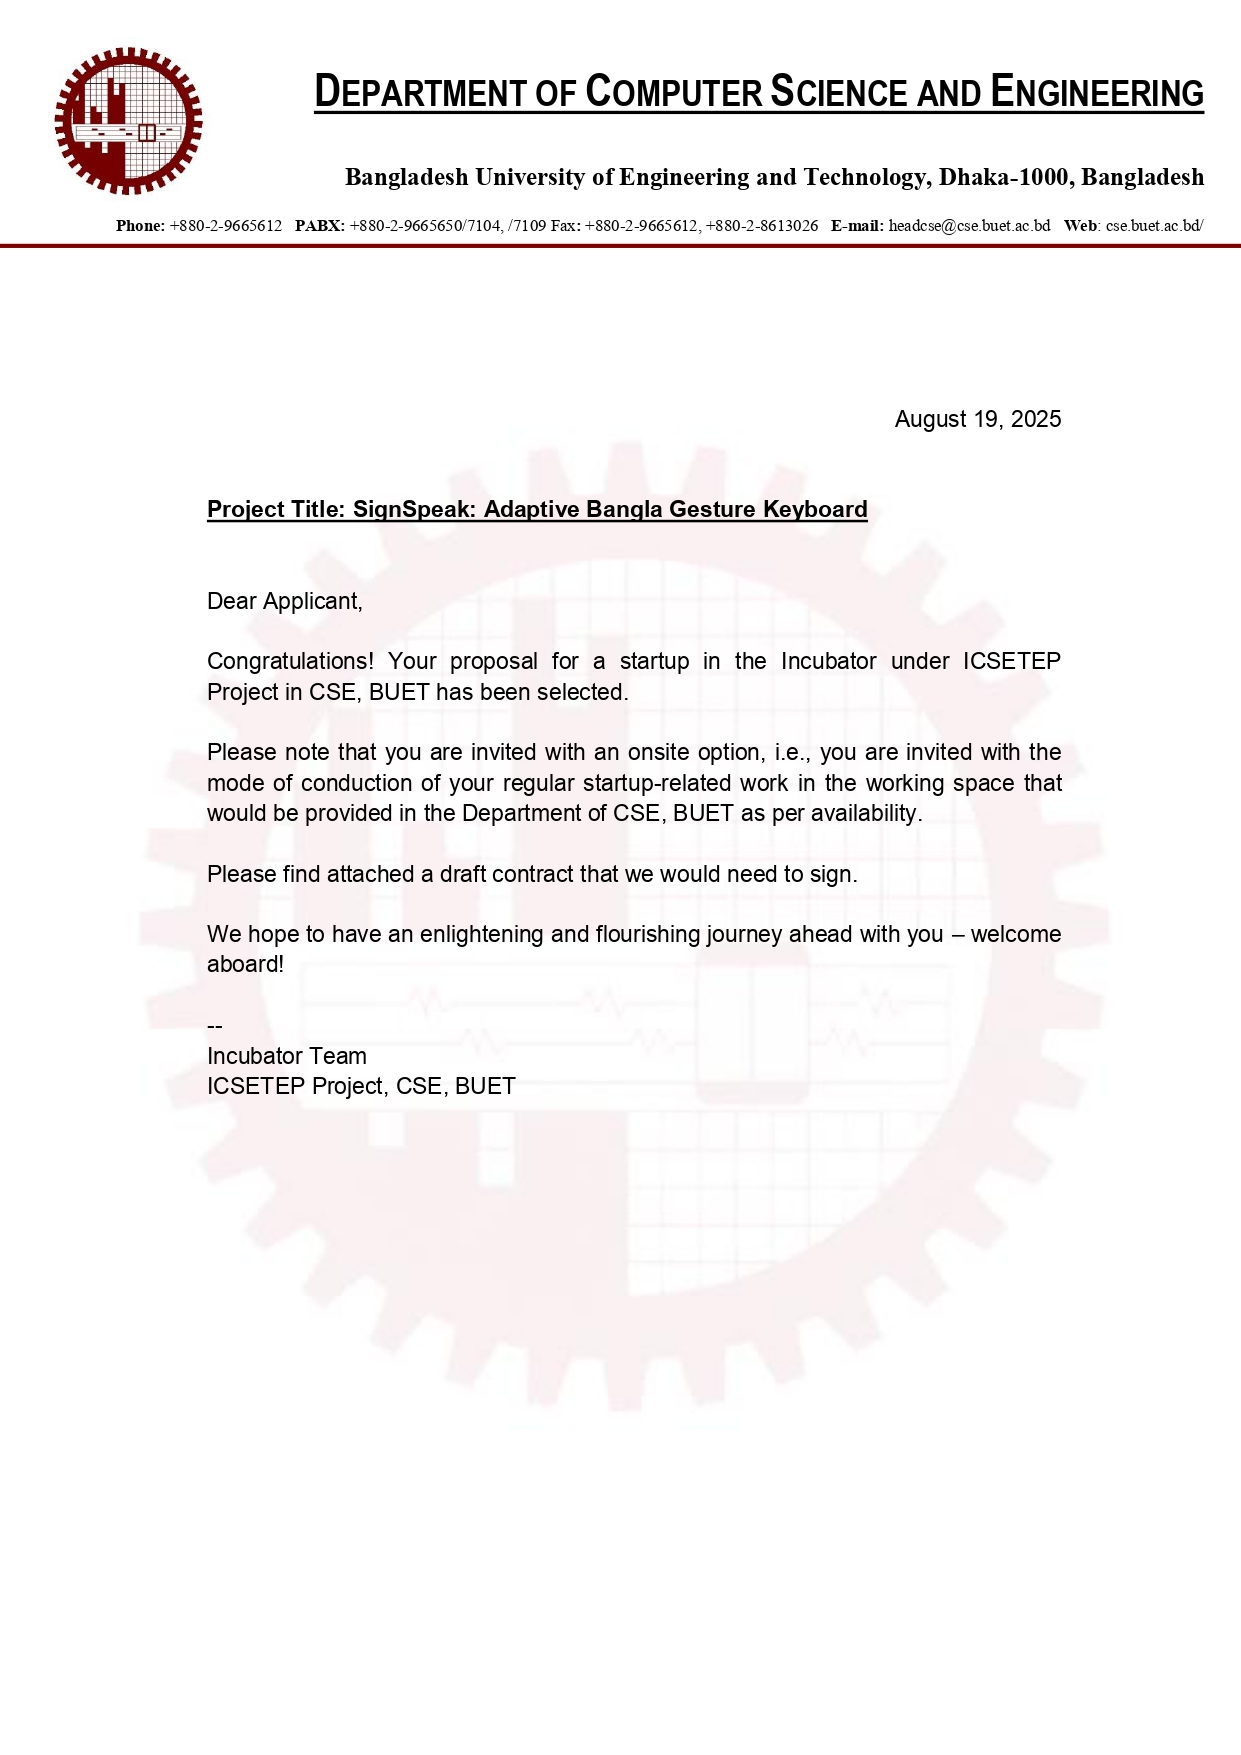 DEPARTMENT OF COMPUTER SCIENCE AND ENGINEERING
Bangladesh University of Engineering and Technology, Dhaka-1000, Bangladesh
Phone: +880-2-9665612 PABX: +880-2-9665650/7104, /7109 Fax: +880-2-9665612, +880-2-8613026 E-mail: headcse@cse.buet.ac.bd Web: cse.buet.ac.bd/
August 19, 2025
Project Title: SignSpeak: Adaptive Bangla Gesture Keyboard
Dear Applicant,
Congratulations! Your proposal for a startup in the Incubator under ICSETEP
Project in CSE, BUET has been selected.
Please note that you are invited with an onsite option, i.e., you are invited with the
mode of conduction of your regular startup-related work in the working space that
would be provided in the Department of CSE, BUET as per availability.
Please find attached a draft contract that we would need to sign.
We hope to have an enlightening and flourishing journey ahead with you – welcome
aboard!
--
Incubator Team
ICSETEP Project, CSE, BUET